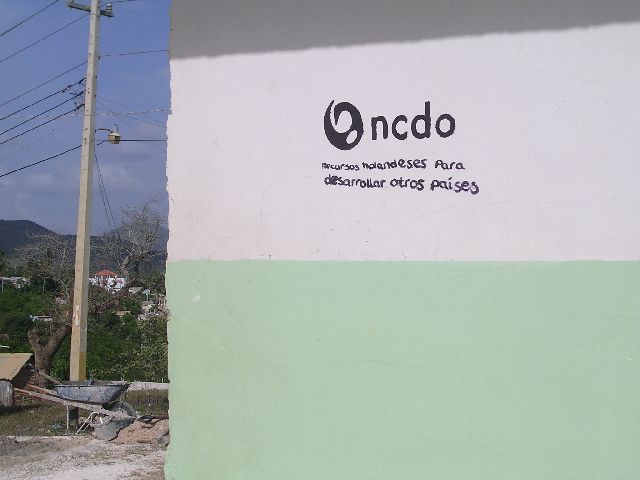 ncdo
Recursos holandeses Para
desarrollar otros países